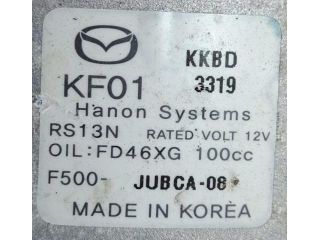 KKBD
KF01 3319
Hanon Systems
RS13N RATED VOLT 12V
OIL:FD46XG 100cc
F500- JUBCA-08
MADE IN KOREA